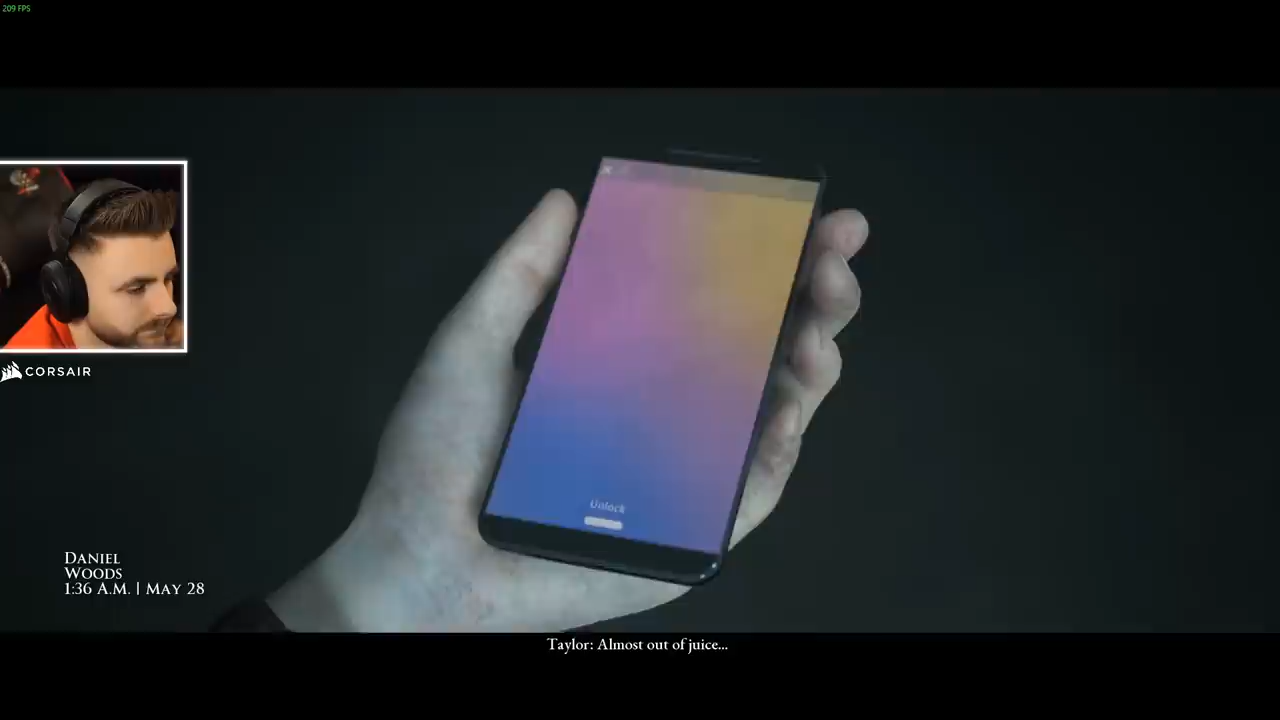 209 FPS
CORSAIR
Unlock
DANIEL
WOODS
1:36 A.M. | MAY 28
Taylor: Almost out of juice...